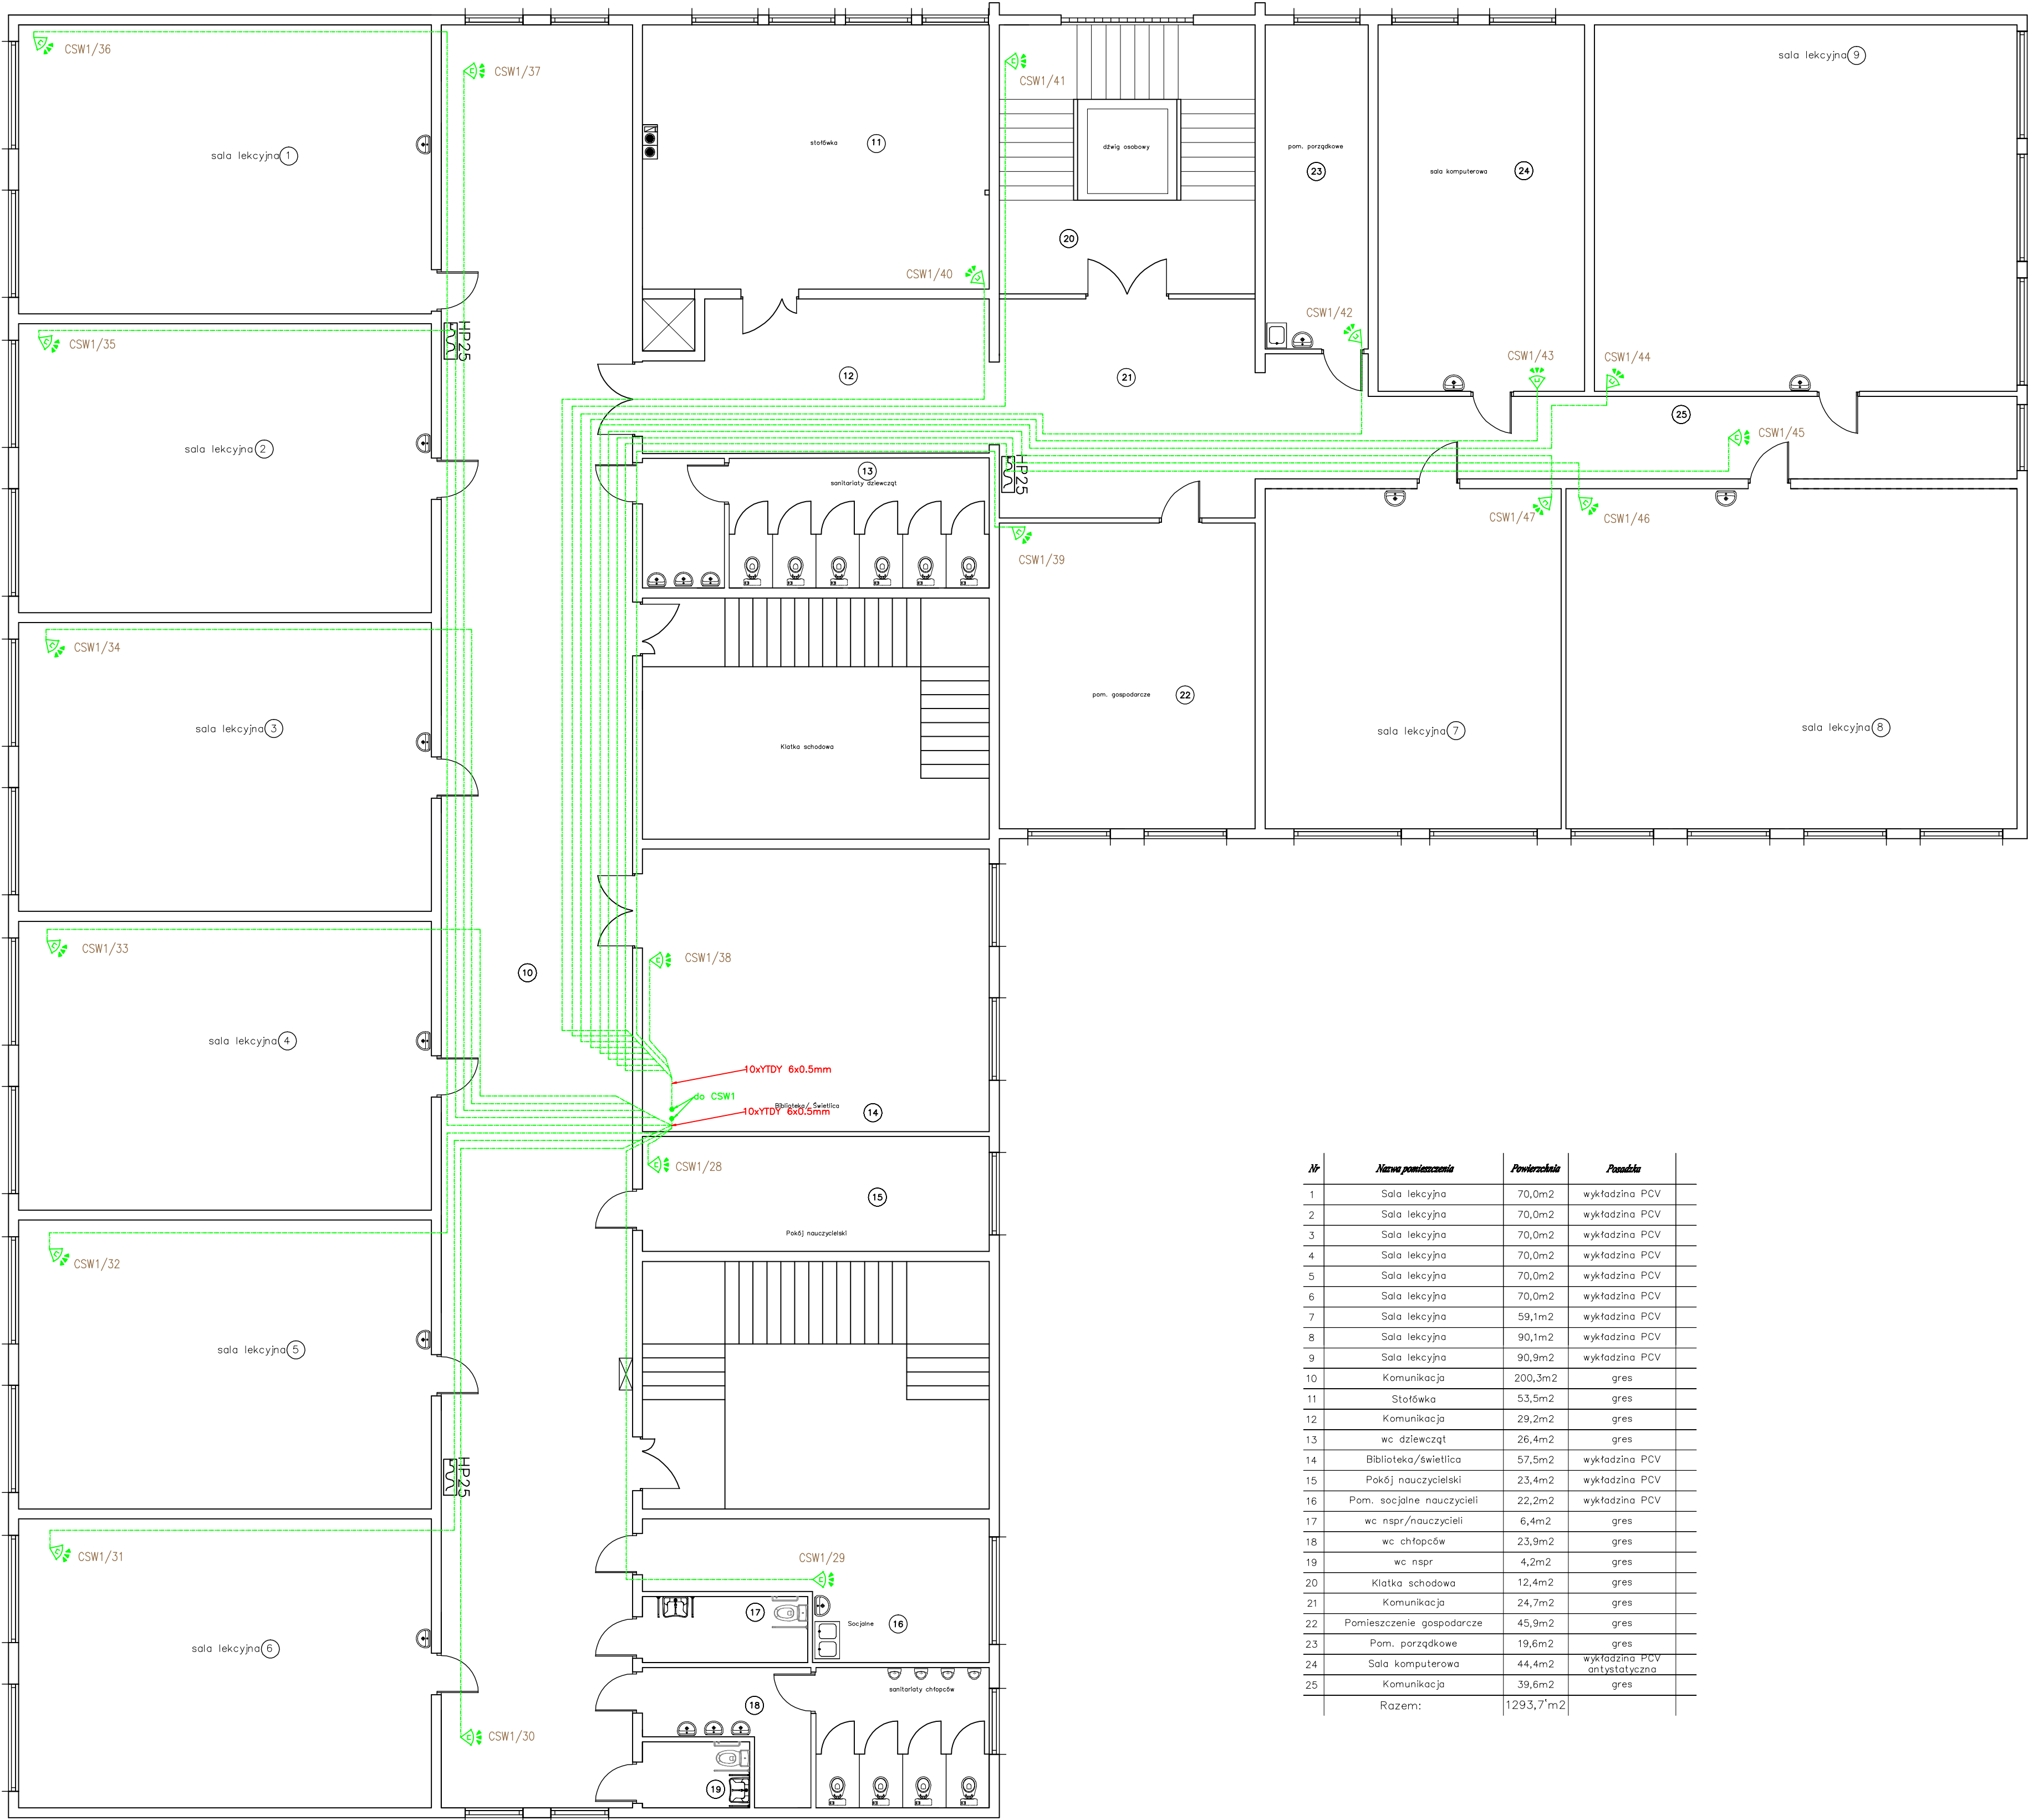 CSW1/36
CSW1/37
CSW1/41
sala lekcyjna 9
sala lekcyjna 1
stołówka 11
dźwig osobowy
pom. porządkowe
23
sala komputerowa 24
20
CSW1/40
CSW1/42
HP25
CSW1/35
CSW1/43
CSW1/44
12
21
25
CSW1/45
sala lekcyjna 2
13
sanitariaty dziewcząt
HP25
CSW1/47
CSW1/46
CSW1/39
CSW1/34
pom. gospodarcze 22
sala lekcyjna 3
Klatka schodowa
sala lekcyjna 7
sala lekcyjna 8
CSW1/33
CSW1/38
10
sala lekcyjna 4
10xYTDY 6x0.5mm
do CSW1
Biblioteka/ Świetlica
10xYTDY 6x0.5mm
14
CSW1/28
15
Pokój nauczycielski
CSW1/32
sala lekcyjna 5
HP25
CSW1/31
CSW1/29
17
Socjalne 16
sala lekcyjna 6
sanitariaty chłopców
18
CSW1/30
19
Nr Nazwa pomieszczenia Powierzchnia Posadzka
1 Sala lekcyjna 70,0m2 wykładzina PCV
2 Sala lekcyjna 70,0m2 wykładzina PCV
3 Sala lekcyjna 70,0m2 wykładzina PCV
4 Sala lekcyjna 70,0m2 wykładzina PCV
5 Sala lekcyjna 70,0m2 wykładzina PCV
6 Sala lekcyjna 70,0m2 wykładzina PCV
7 Sala lekcyjna 59,1m2 wykładzina PCV
8 Sala lekcyjna 90,1m2 wykładzina PCV
9 Sala lekcyjna 90,9m2 wykładzina PCV
10 Komunikacja 200,3m2 gres
11 Stołówka 53,5m2 gres
12 Komunikacja 29,2m2 gres
13 wc dziewcząt 26,4m2 gres
14 Biblioteka/świetlica 57,5m2 wykładzina PCV
15 Pokój nauczycielski 23,4m2 wykładzina PCV
16 Pom. socjalne nauczycieli 22,2m2 wykładzina PCV
17 wc nspr/nauczycieli 6,4m2 gres
18 wc chłopców 23,9m2 gres
19 wc nspr 4,2m2 gres
20 Klatka schodowa 12,4m2 gres
21 Komunikacja 24,7m2 gres
22 Pomieszczenie gospodarcze 45,9m2 gres
23 Pom. porządkowe 19,6m2 gres
24 Sala komputerowa 44,4m2 wykładzina PCV
antystatyczna
25 Komunikacja 39,6m2 gres
Razem: 1293,7'm2